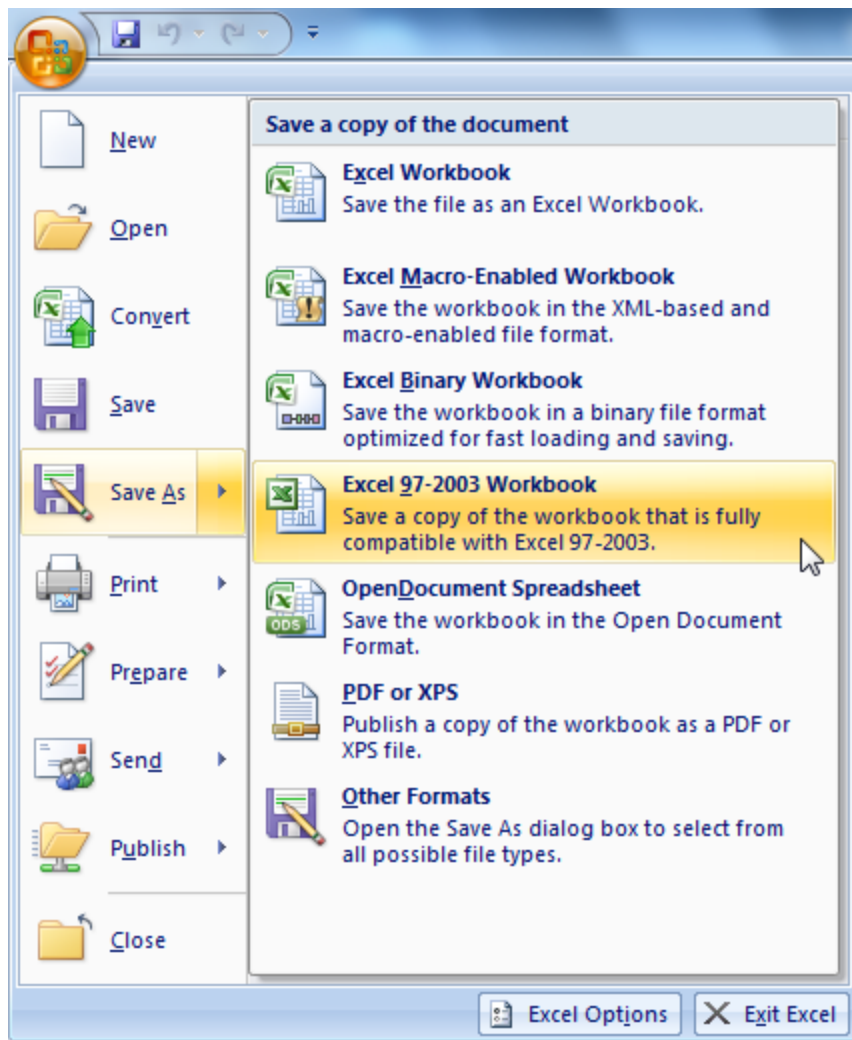 New
Open
Convert
Save
Save As
Print
Prepare
Send
Publish
Close
Save a copy of the document
Excel Workbook
Save the file as an Excel Workbook.
Excel Macro-Enabled Workbook
Save the workbook in the XML-based and
macro-enabled file format.
Excel Binary Workbook
Save the workbook in a binary file format
optimized for fast loading and saving.
Excel 97-2003 Workbook
Save a copy of the workbook that is fully
compatible with Excel 97-2003.
OpenDocument Spreadsheet
ODS
Save the workbook in the Open Document
Format.
PDF or XPS
Publish a copy of the workbook as a PDF or
XPS file.
Other Formats
Open the Save As dialog box to select from
all possible file types.
Excel Options
Exit Excel